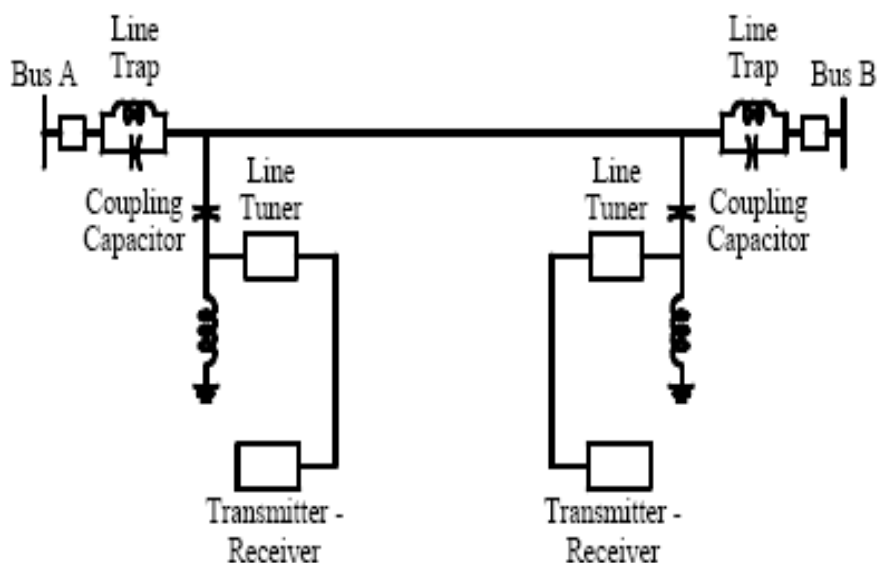 Line
Trap
Bus A
Line
Trap
Bus B
Coupling
Capacitor
Line
Tuner
Line
Tuner
Coupling
Capacitor
Transmitter -
Receiver
Transmitter -
Receiver